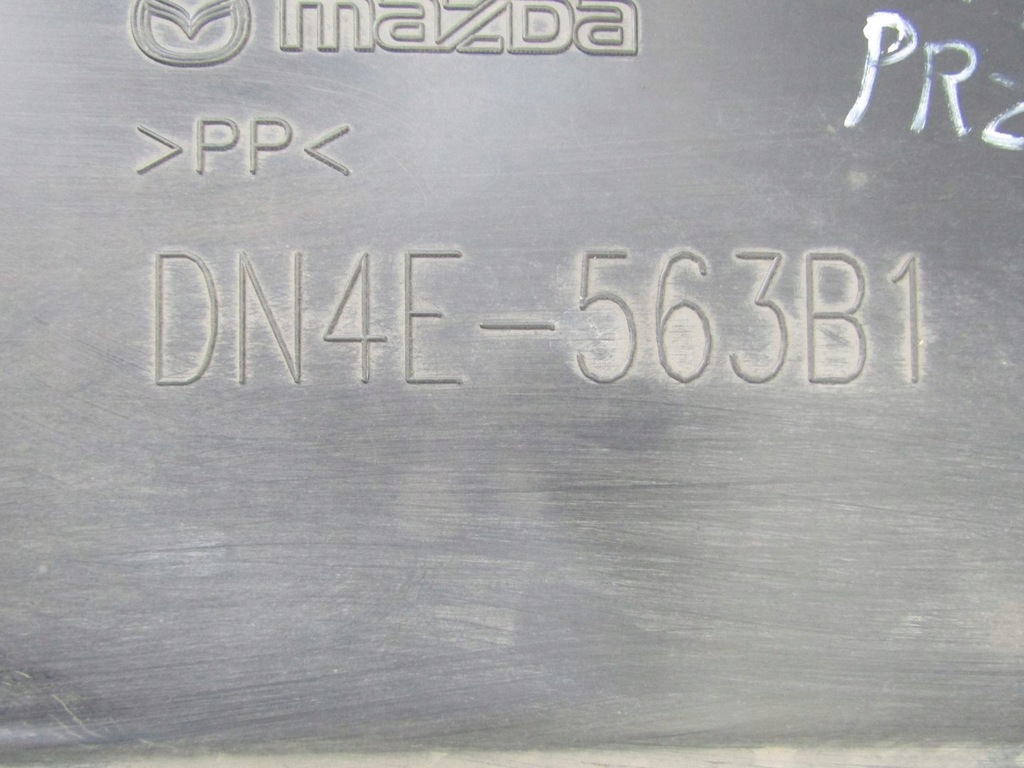 mazda
PR
>PP<
DN4E-563B1